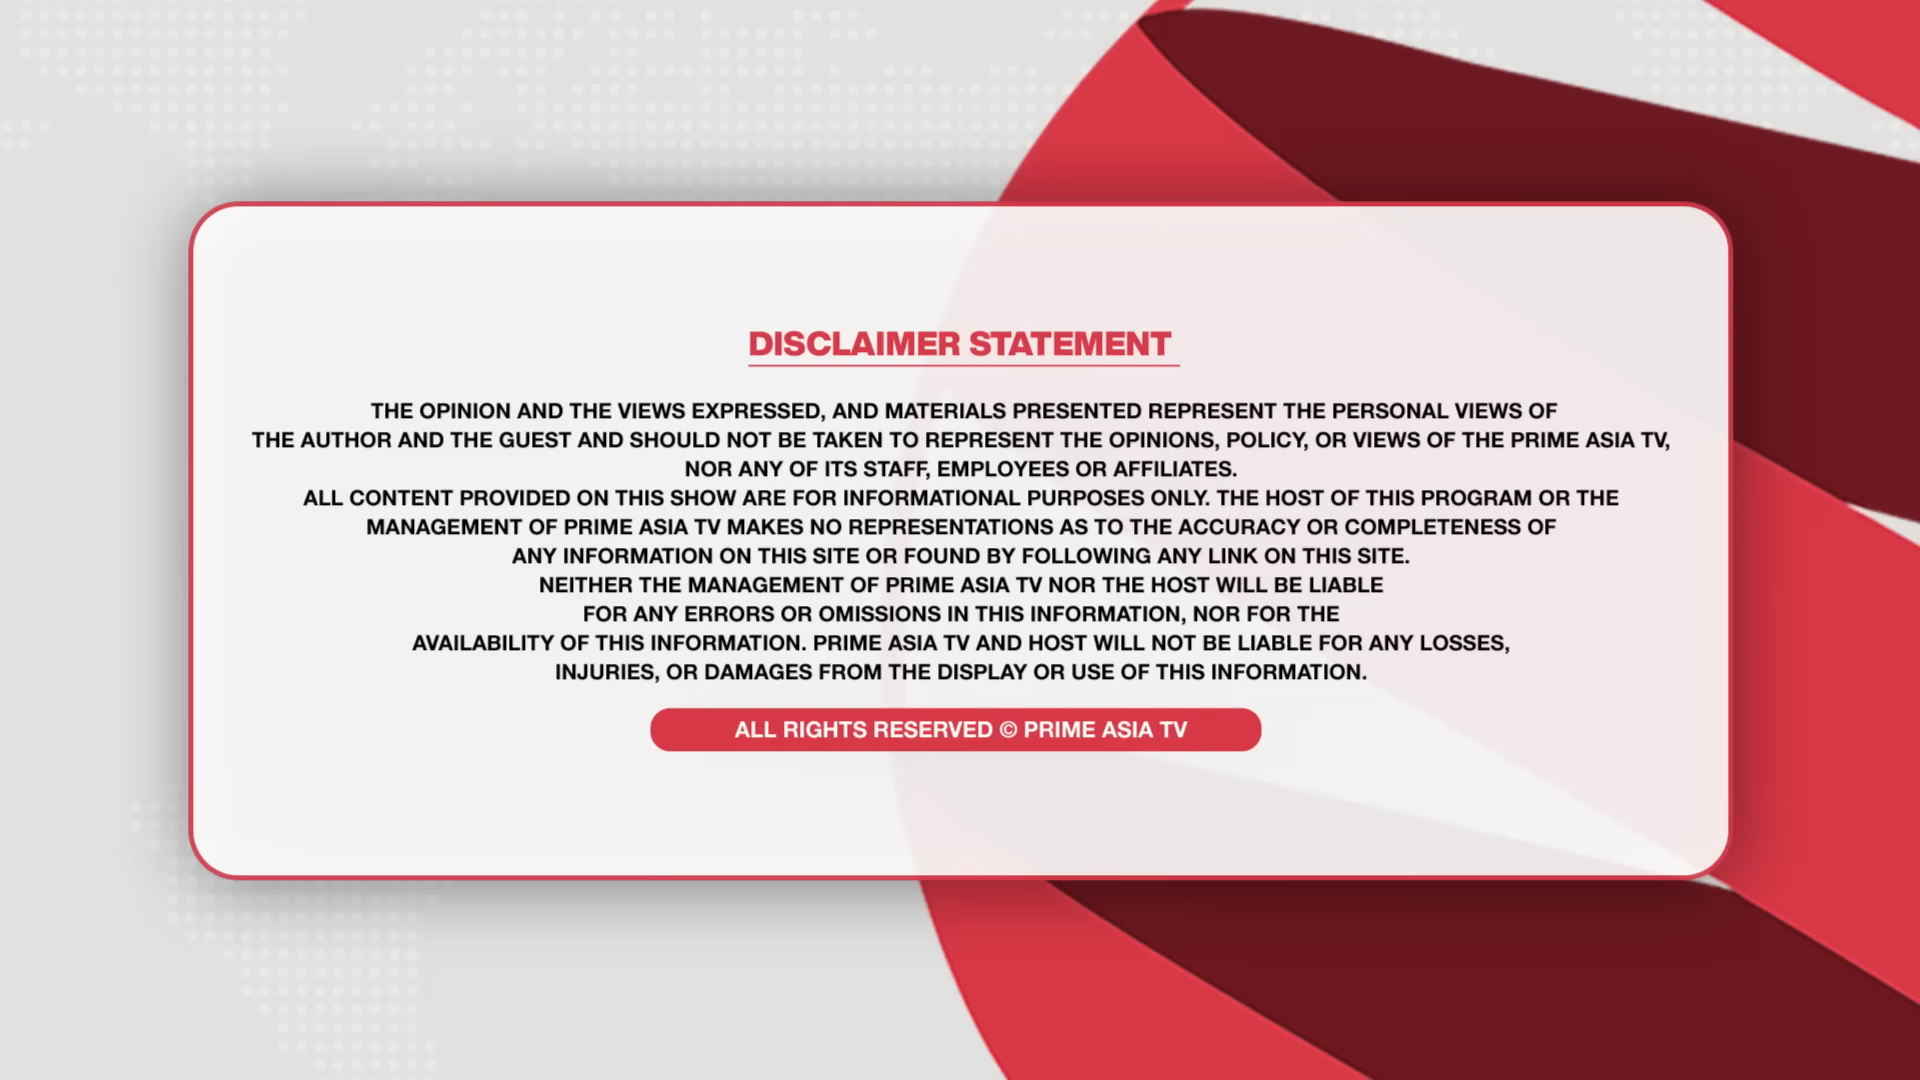 DISCLAIMER STATEMENT
THE OPINION AND THE VIEWS EXPRESSED, AND MATERIALS PRESENTED REPRESENT THE PERSONAL VIEWS OF
THE AUTHOR AND THE GUEST AND SHOULD NOT BE TAKEN TO REPRESENT THE OPINIONS, POLICY, OR VIEWS OF THE PRIME ASIA TV,
NOR ANY OF ITS STAFF, EMPLOYEES OR AFFILIATES.
ALL CONTENT PROVIDED ON THIS SHOW ARE FOR INFORMATIONAL PURPOSES ONLY. THE HOST OF THIS PROGRAM OR THE
MANAGEMENT OF PRIME ASIA TV MAKES NO REPRESENTATIONS AS TO THE ACCURACY OR COMPLETENESS OF
ANY INFORMATION ON THIS SITE OR FOUND BY FOLLOWING ANY LINK ON THIS SITE.
NEITHER THE MANAGEMENT OF PRIME ASIA TV NOR THE HOST WILL BE LIABLE
FOR ANY ERRORS OR OMISSIONS IN THIS INFORMATION, NOR FOR THE
AVAILABILITY OF THIS INFORMATION. PRIME ASIA TV AND HOST WILL NOT BE LIABLE FOR ANY LOSSES,
INJURIES, OR DAMAGES FROM THE DISPLAY OR USE OF THIS INFORMATION.
ALL RIGHTS RESERVED © PRIME ASIA TV